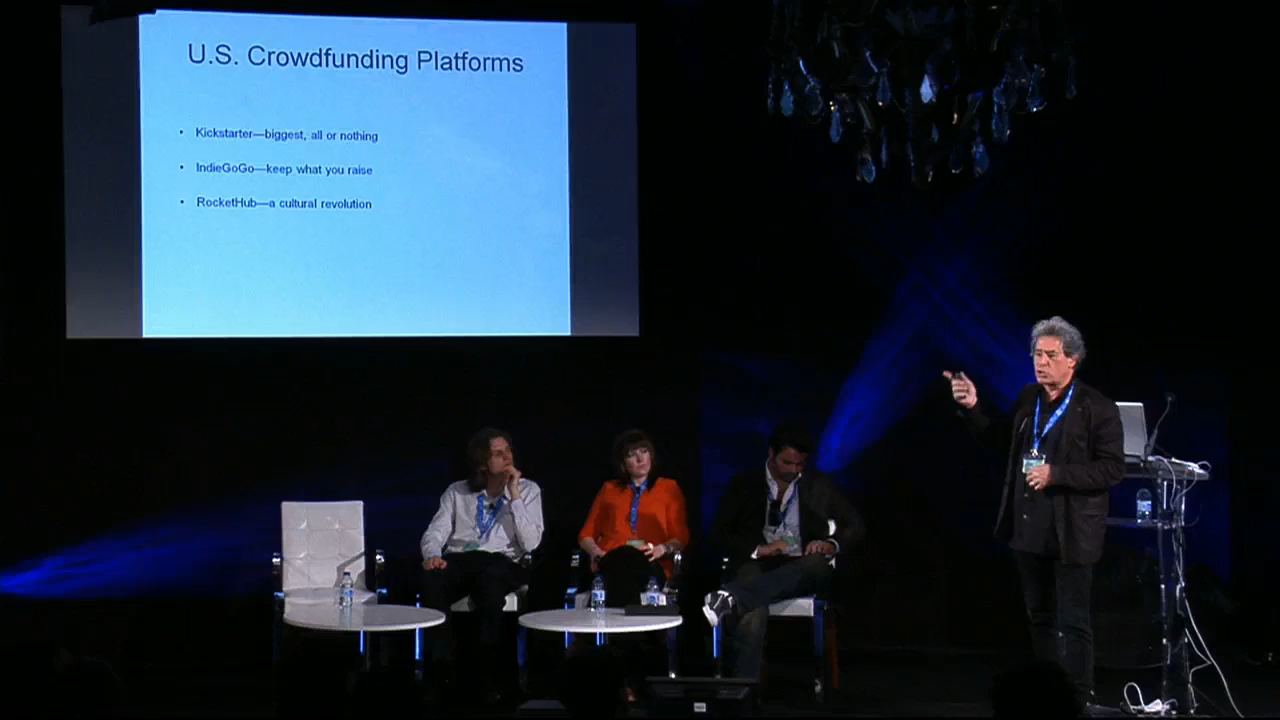 U.S. Crowdfunding Platforms
• Kickstarter—biggest, all or nothing
• IndieGoGo—keep what you raise
• RocketHub—a cultural revolution